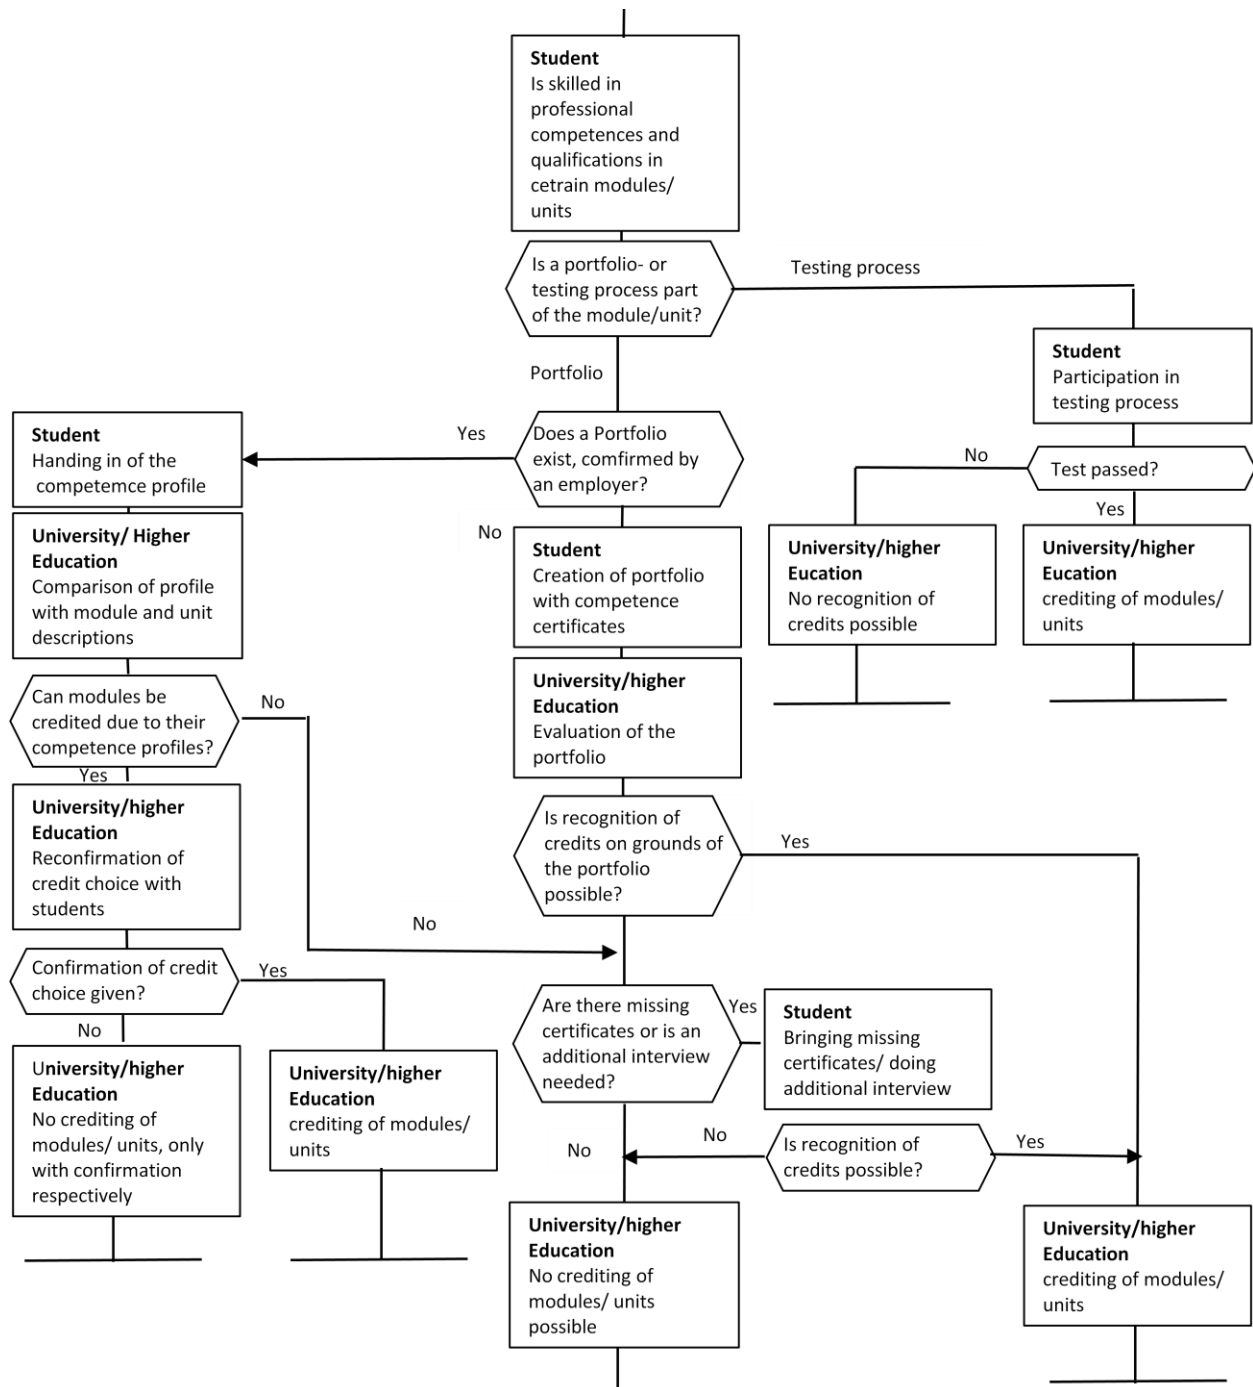 Student
Is skilled in
professional
competences and
qualifications in
cetrain modules/
units
Is a portfolio- or
testing process part
of the module/unit?
Testing process
Portfolio
Student
Participation in
testing process
Test passed?
No
Yes
University/higher
Eucation
No recognition of
credits possible
University/higher
Eucation
crediting of modules/
units
Does a Portfolio
exist, comfirmed by
an employer?
Yes
No
Student
Handing in of the
competemce profile
University/ Higher
Education
Comparison of profile
with module and unit
descriptions
Can modules be
credited due to their
competence profiles?
No
Yes
University/higher
Education
Reconfirmation of
credit choice with
students
Confirmation of credit
choice given?
Yes
No
University/higher
Education
No crediting of
modules/ units, only
with confirmation
respectively
University/higher
Education
crediting of modules/
units
Student
Creation of portfolio
with competence
certificates
University/higher
Education
Evaluation of the
portfolio
Is recognition of
credits on grounds of
the portfolio
possible?
Yes
No
Are there missing
certificates or is an
additional interview
needed?
Yes
No
Student
Bringing missing
certificates/ doing
additional interview
Is recognition of
credits possible?
No
Yes
University/higher
Education
No crediting of
modules/ units
possible
University/higher
Education
crediting of modules/
units